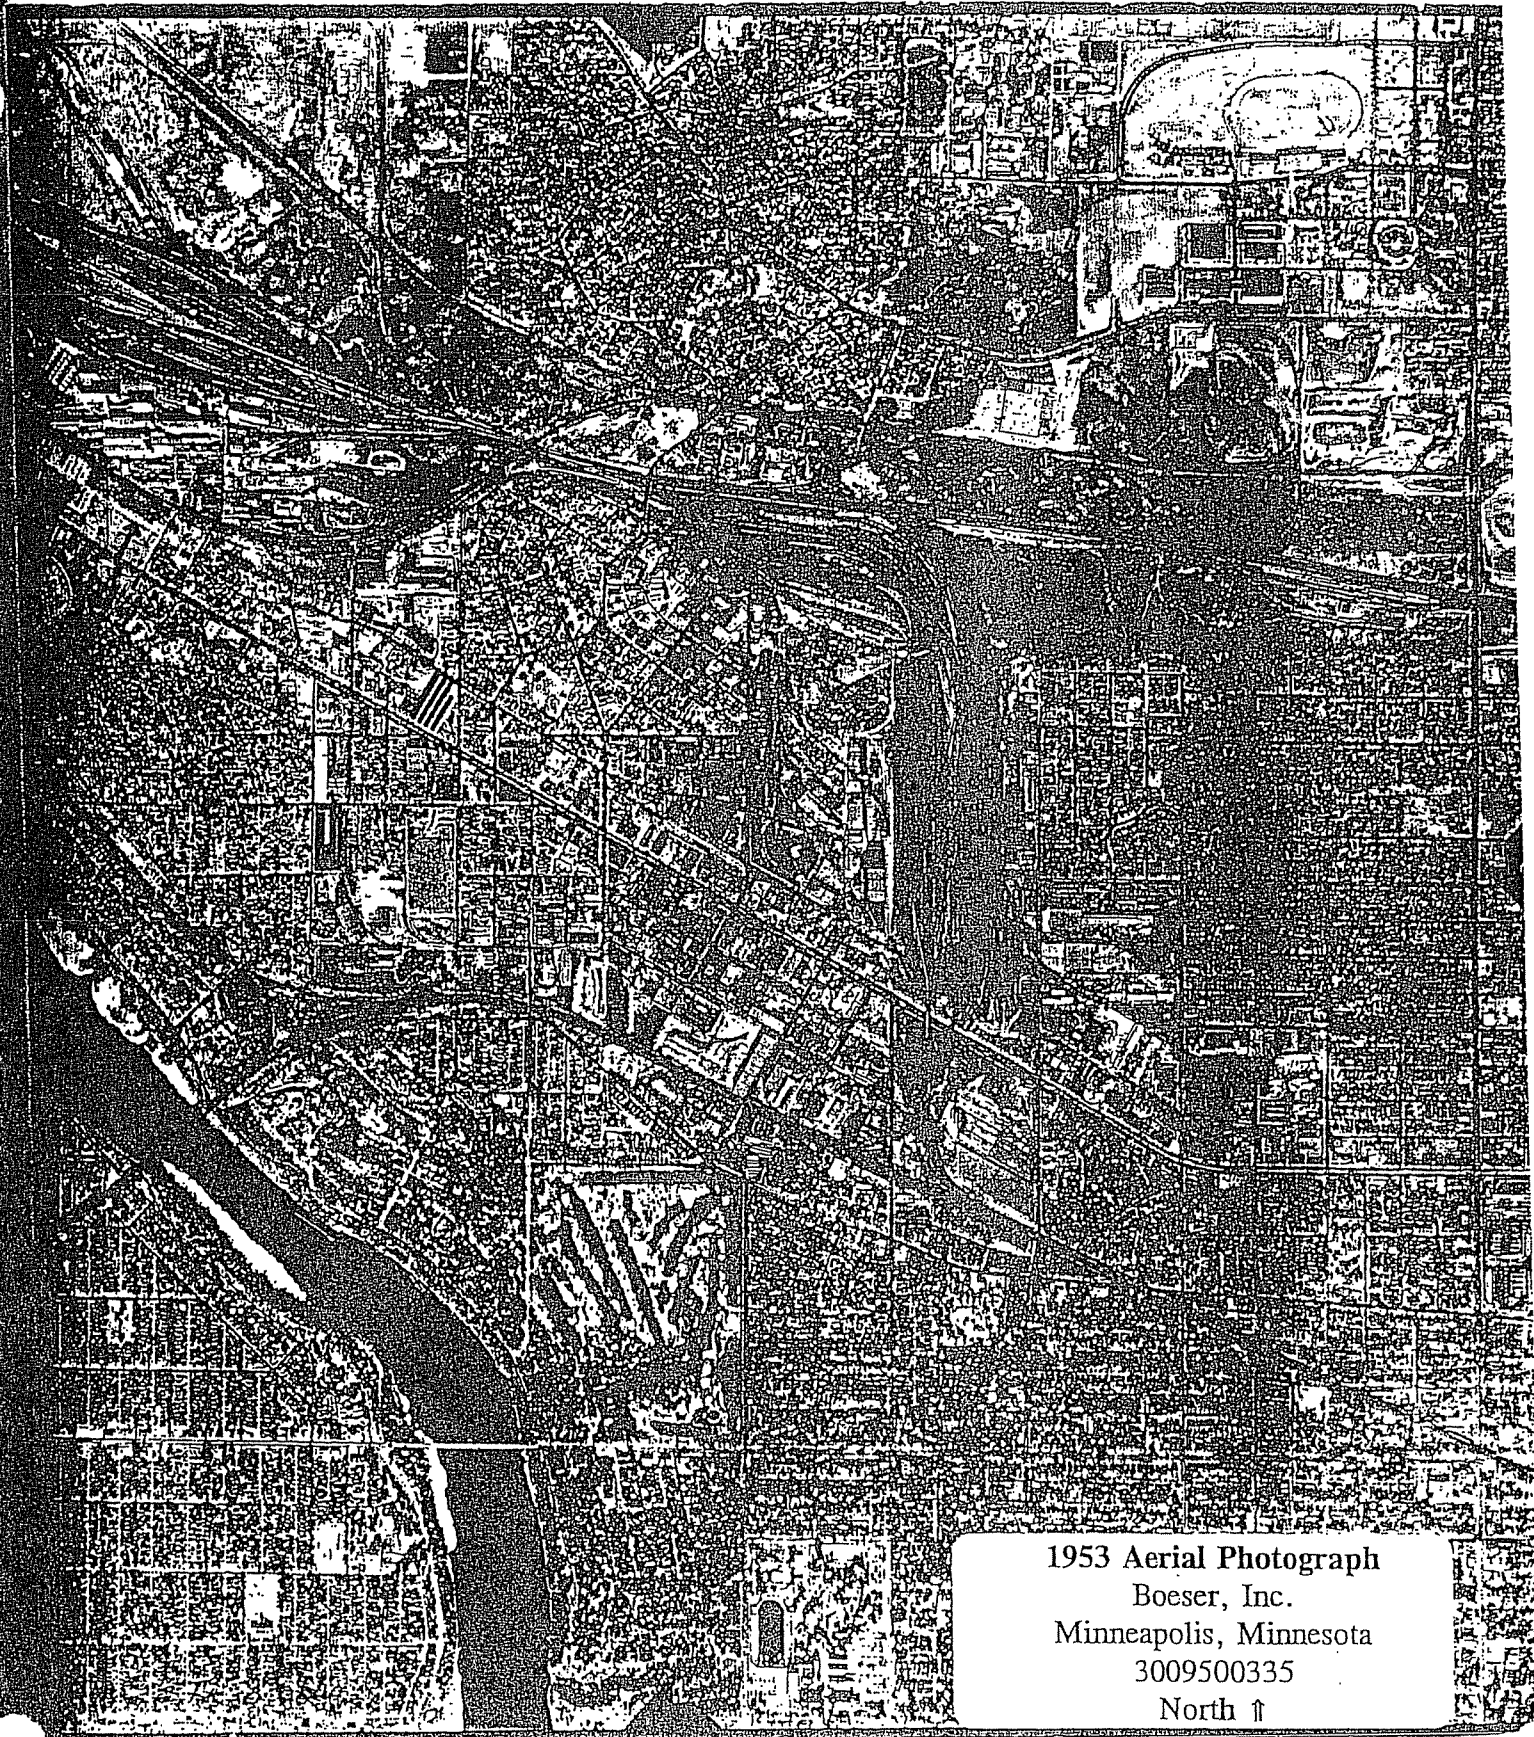 1953 Aerial Photograph
Boeser, Inc.
Minneapolis, Minnesota
3009500335
North ⇑